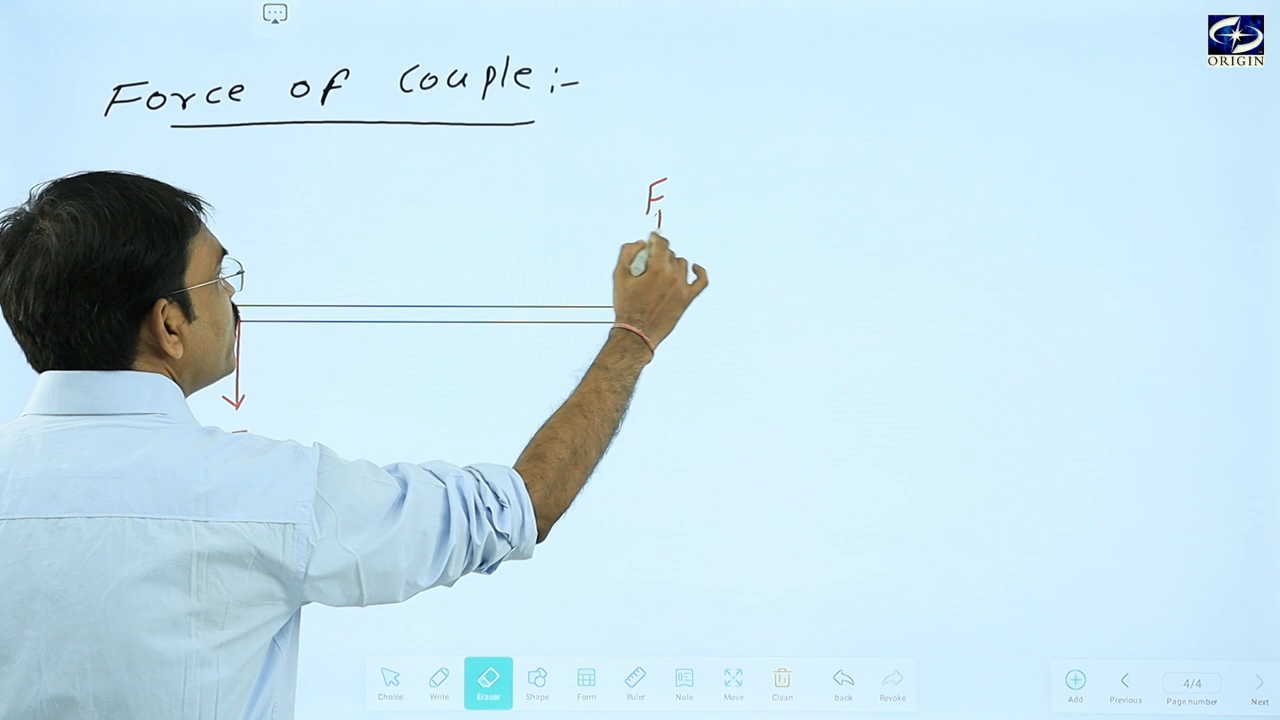 ORIGIN
Force of Couple :-
F
Choice Write Eraser Shape Form Ruler Note Move Clean back Revoke
Add Previous 4/4 Page number Next